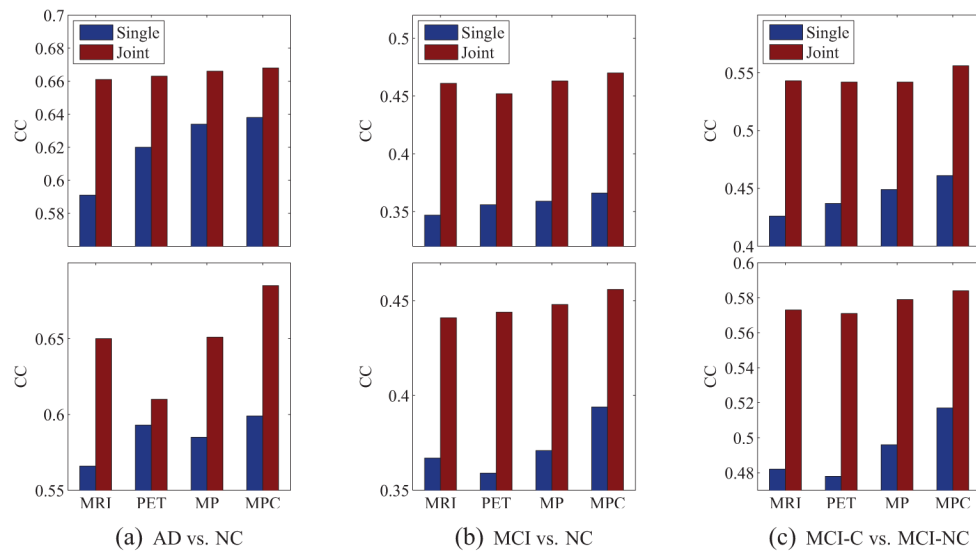 0.7
0.68
0.66
0.64
0.62
0.6
0.58
CC
Single
Joint
0.5
0.45
0.4
0.35
CC
Single
Joint
0.55
0.5
0.45
0.4
CC
Single
Joint
0.65
0.6
0.55
CC
MRI PET MP MPC
0.45
0.4
0.35
CC
MRI PET MP MPC
0.6
0.58
0.56
0.54
0.52
0.5
0.48
CC
MRI PET MP MPC
(a) AD vs. NC
(b) MCI vs. NC
(c) MCI-C vs. MCI-NC